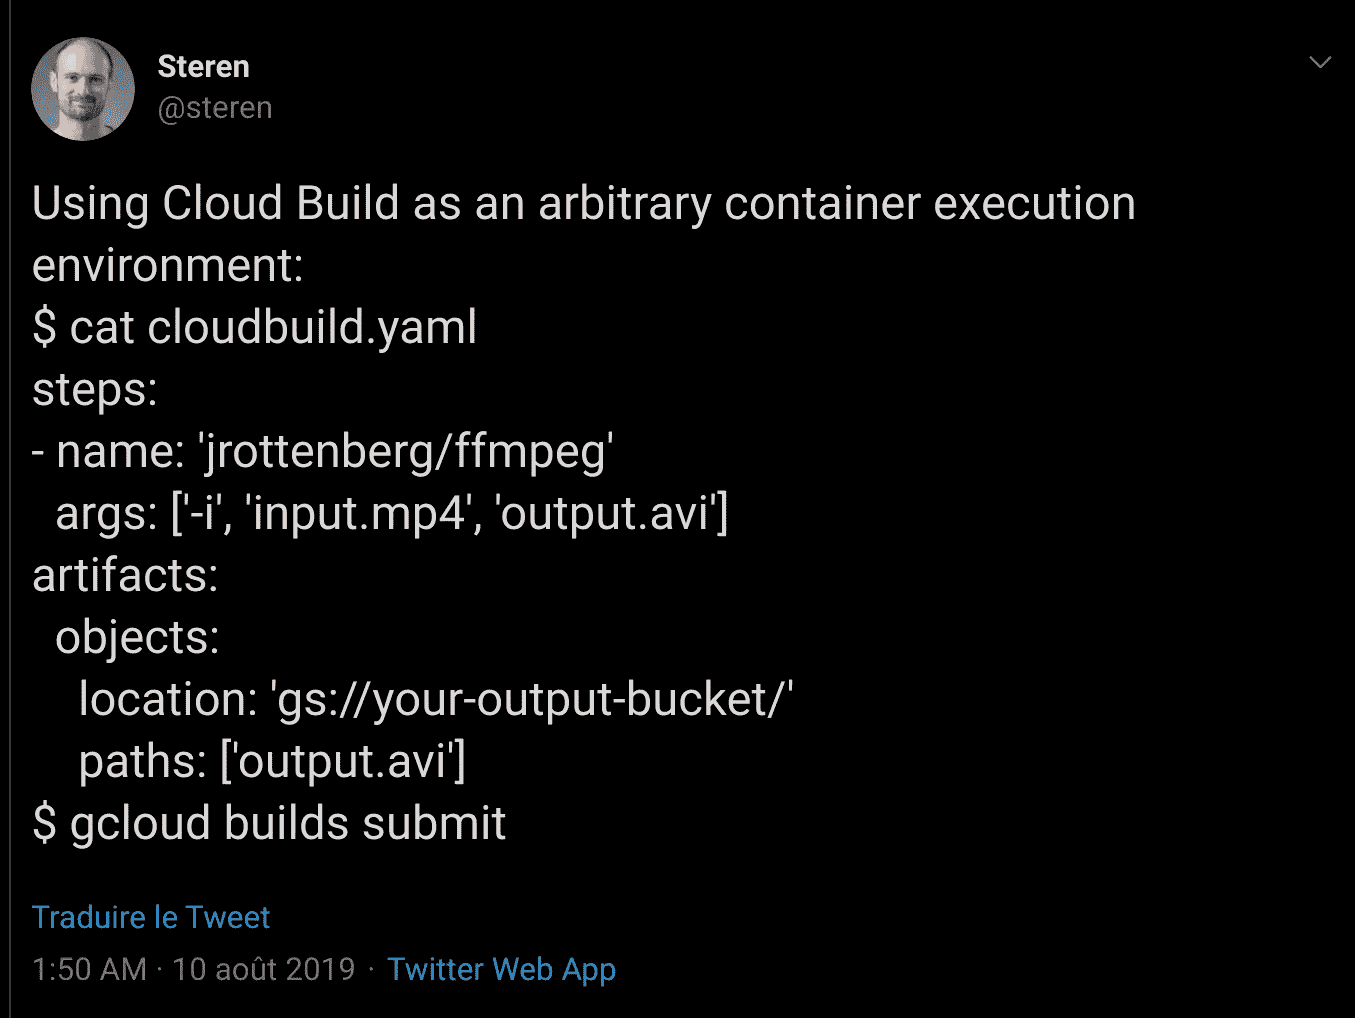 Steren
@steren
Using Cloud Build as an arbitrary container execution
environment:
$ cat cloudbuild.yaml
steps:
- name: 'jrottenberg/ffmpeg'
  args: ['-i', 'input.mp4', 'output.avi']
artifacts:
  objects:
    location: 'gs://your-output-bucket/'
    paths: ['output.avi']
$ gcloud builds submit
Traduire le Tweet
1:50 AM · 10 août 2019 · Twitter Web App